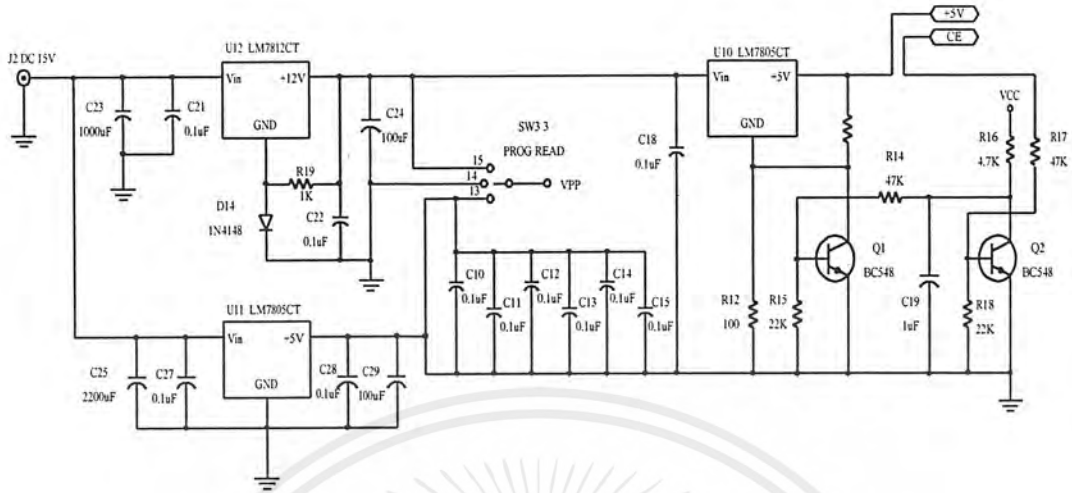 +5V
CE
J2 DC 15V
U12 LM7812CT
Vin
+12V
GND
C23
1000uF
C21
0.1uF
C24
100uF
R19
1K
D14
1N4148
C22
0.1uF
SW3 3
PROG READ
15
14
13
VPP
C18
0.1uF
U10 LM7805CT
Vin
+5V
GND
VCC
R16
4.7K
R17
47K
R14
47K
Q1
BC548
Q2
BC548
C10
0.1uF
C11
0.1uF
C12
0.1uF
C13
0.1uF
C14
0.1uF
C15
0.1uF
R12
100
R15
22K
C19
1uF
R18
22K
U11 LM7805CT
Vin
+5V
GND
C25
2200uF
C27
0.1uF
C28
0.1uF
C29
100uF